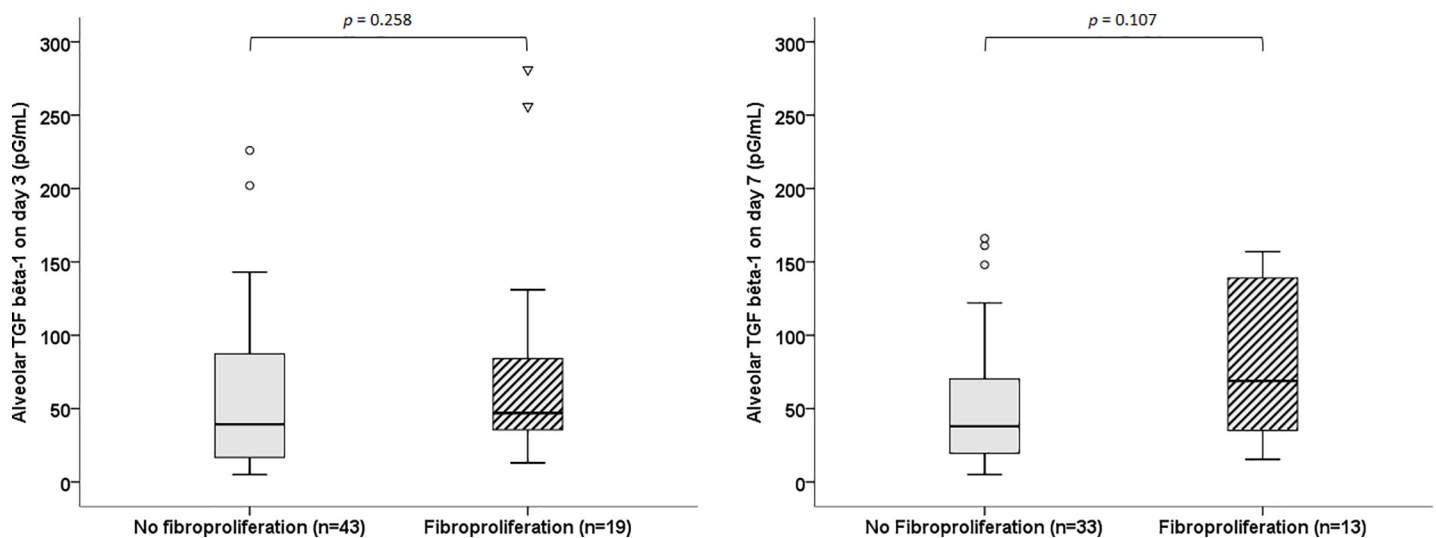 p = 0.258
300
250
200
150
100
50
0
Alveolar TGF bêta-1 on day 3 (pG/mL)
No fibroproliferation (n=43)
Fibroproliferation (n=19)
p = 0.107
300
250
200
150
100
50
0
Alveolar TGF bêta-1 on day 7 (pG/mL)
No Fibroproliferation (n=33)
Fibroproliferation (n=13)